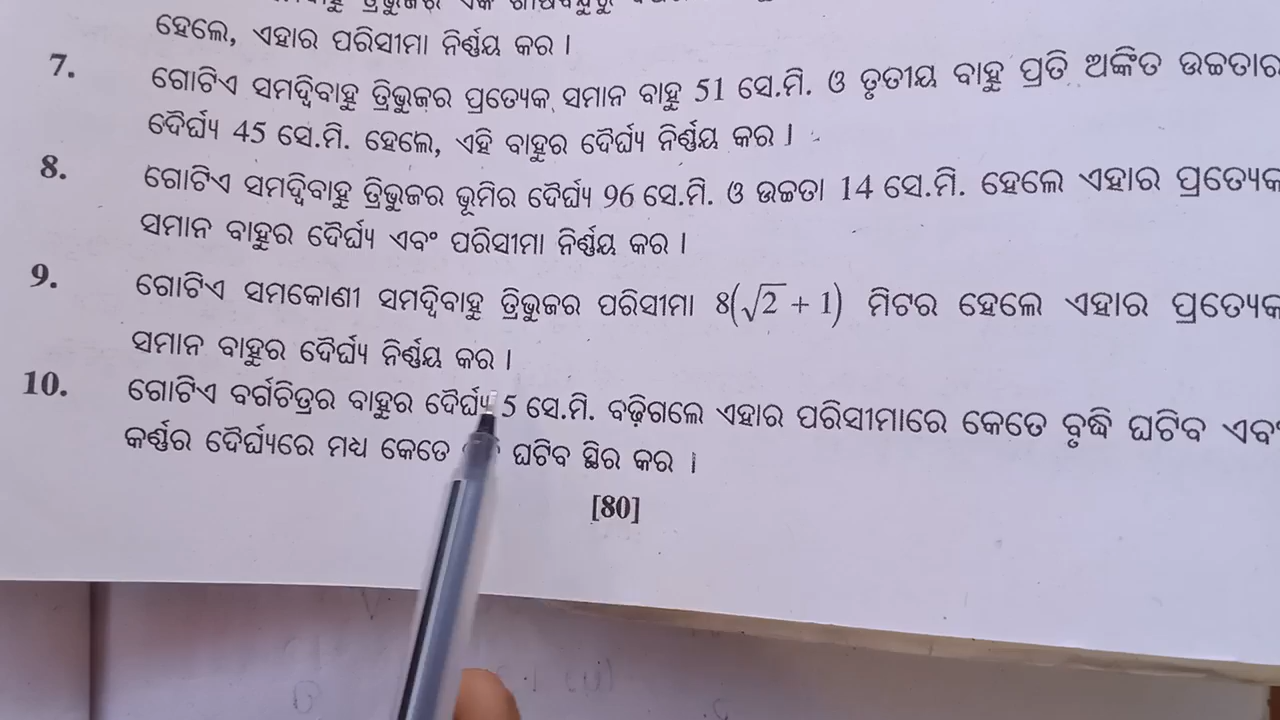 ହେଲେ, ଏହାର ପରିସୀମା ନିର୍ଣ୍ଣୟ କର ।
7. ଗୋଟିଏ ସମଦ୍ୱିବାହୁ ତ୍ରିଭୁଜର ପ୍ରତ୍ୟେକ ସମାନ ବାହୁ 51 ସେ.ମି. ଓ ତୃତୀୟ ବାହୁ ପ୍ରତି ଅଙ୍କିତ ଉଚ୍ଚତାର
ଦୈର୍ଘ୍ୟ 45 ସେ.ମି. ହେଲେ, ଏହି ବାହୁର ଦୈର୍ଘ୍ୟ ନିର୍ଣ୍ଣୟ କର ।
8. ଗୋଟିଏ ସମଦ୍ୱିବାହୁ ତ୍ରିଭୁଜର ଭୂମିର ଦୈର୍ଘ୍ୟ 96 ସେ.ମି. ଓ ଉଚ୍ଚତା 14 ସେ.ମି. ହେଲେ ଏହାର ପ୍ରତ୍ୟେକ
ସମାନ ବାହୁର ଦୈର୍ଘ୍ୟ ଏବଂ ପରିସୀମା ନିର୍ଣ୍ଣୟ କର ।
9. ଗୋଟିଏ ସମକୋଣୀ ସମଦ୍ୱିବାହୁ ତ୍ରିଭୁଜର ପରିସୀମା 8(√2 + 1) ମିଟର ହେଲେ ଏହାର ପ୍ରତ୍ୟେକ
ସମାନ ବାହୁର ଦୈର୍ଘ୍ୟ ନିର୍ଣ୍ଣୟ କର ।
10. ଗୋଟିଏ ବର୍ଗଚିତ୍ରର ବାହୁର ଦୈର୍ଘ୍ୟ 5 ସେ.ମି. ବଢ଼ିଗଲେ ଏହାର ପରିସୀମାରେ କେତେ ବୃଦ୍ଧି ଘଟିବ ଏବଂ
କର୍ଣ୍ଣର ଦୈର୍ଘ୍ୟରେ ମଧ୍ୟ କେତେ ଘଟିବ ସ୍ଥିର କର ।
[80]